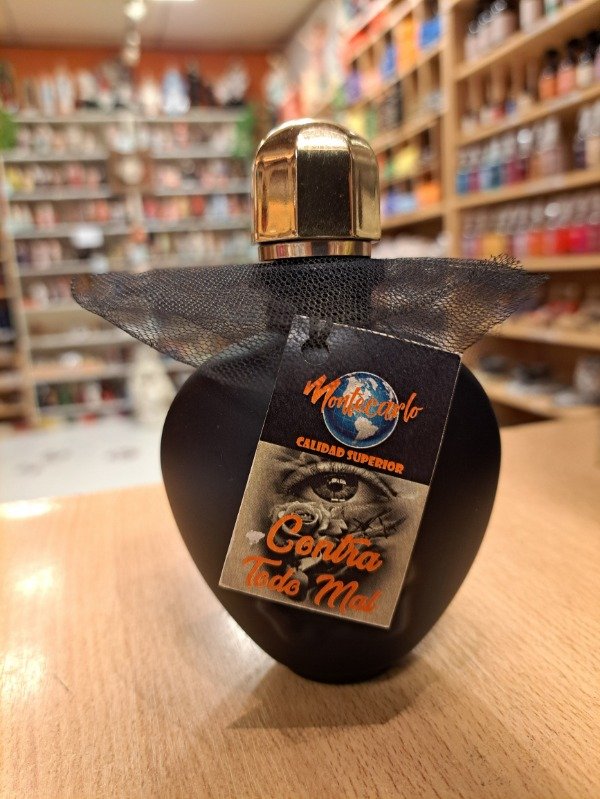 Montecarlo
CALIDAD SUPERIOR
Contra
Todo Mal